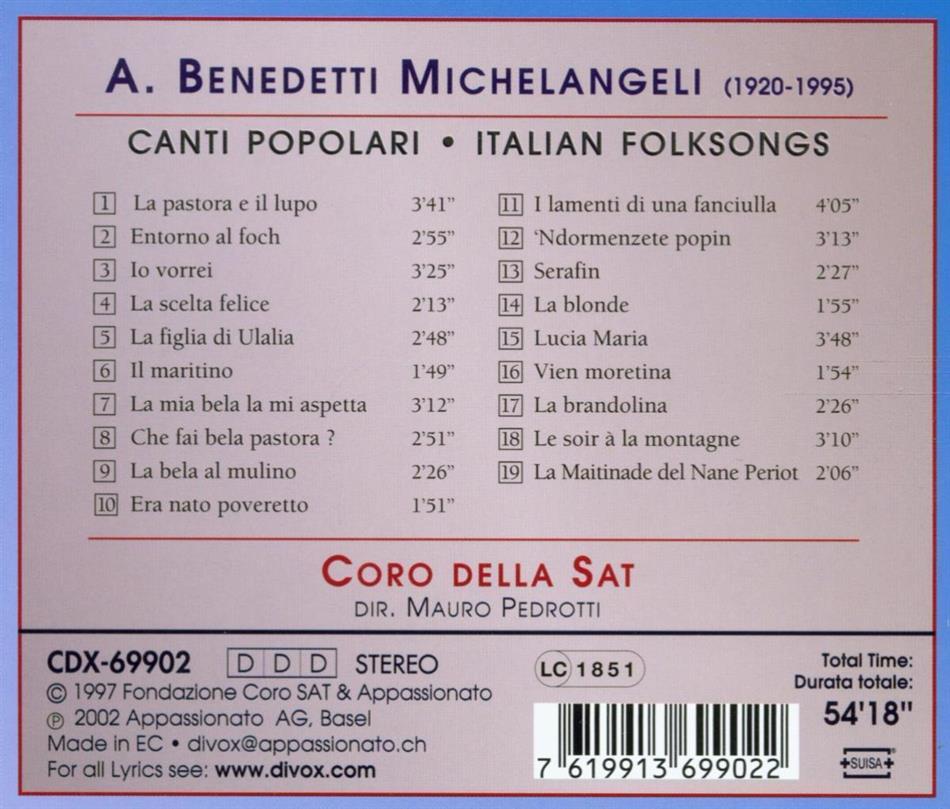 A. BENEDETTI MICHELANGELI (1920-1995)
CANTI POPOLARI • ITALIAN FOLKSONGS
1 La pastora e il lupo 3'41"
2 Entorno al foch 2'55"
3 Io vorrei 3'25"
4 La scelta felice 2'13"
5 La figlia di Ulalia 2'48"
6 Il maritino 1'49"
7 La mia bela la mi aspetta 3'12"
8 Che fai bela pastora ? 2'51"
9 La bela al mulino 2'26"
10 Era nato poveretto 1'51"
11 I lamenti di una fanciulla 4'05"
12 'Ndormenzete popin 3'13"
13 Serafin 2'27"
14 La blonde 1'55"
15 Lucia Maria 3'48"
16 Vien moretina 1'54"
17 La brandolina 2'26"
18 Le soir à la montagne 3'10"
19 La Maitinade del Nane Periot 2'06"
CORO DELLA SAT
DIR. MAURO PEDROTTI
CDX-69902 D D D STEREO
© 1997 Fondazione Coro SAT & Appassionato
℗ 2002 Appassionato AG, Basel
Made in EC • divox@appassionato.ch
For all Lyrics see: www.divox.com
LC 1851
7 619913 699022
Total Time:
Durata totale:
54'18"
SUISA